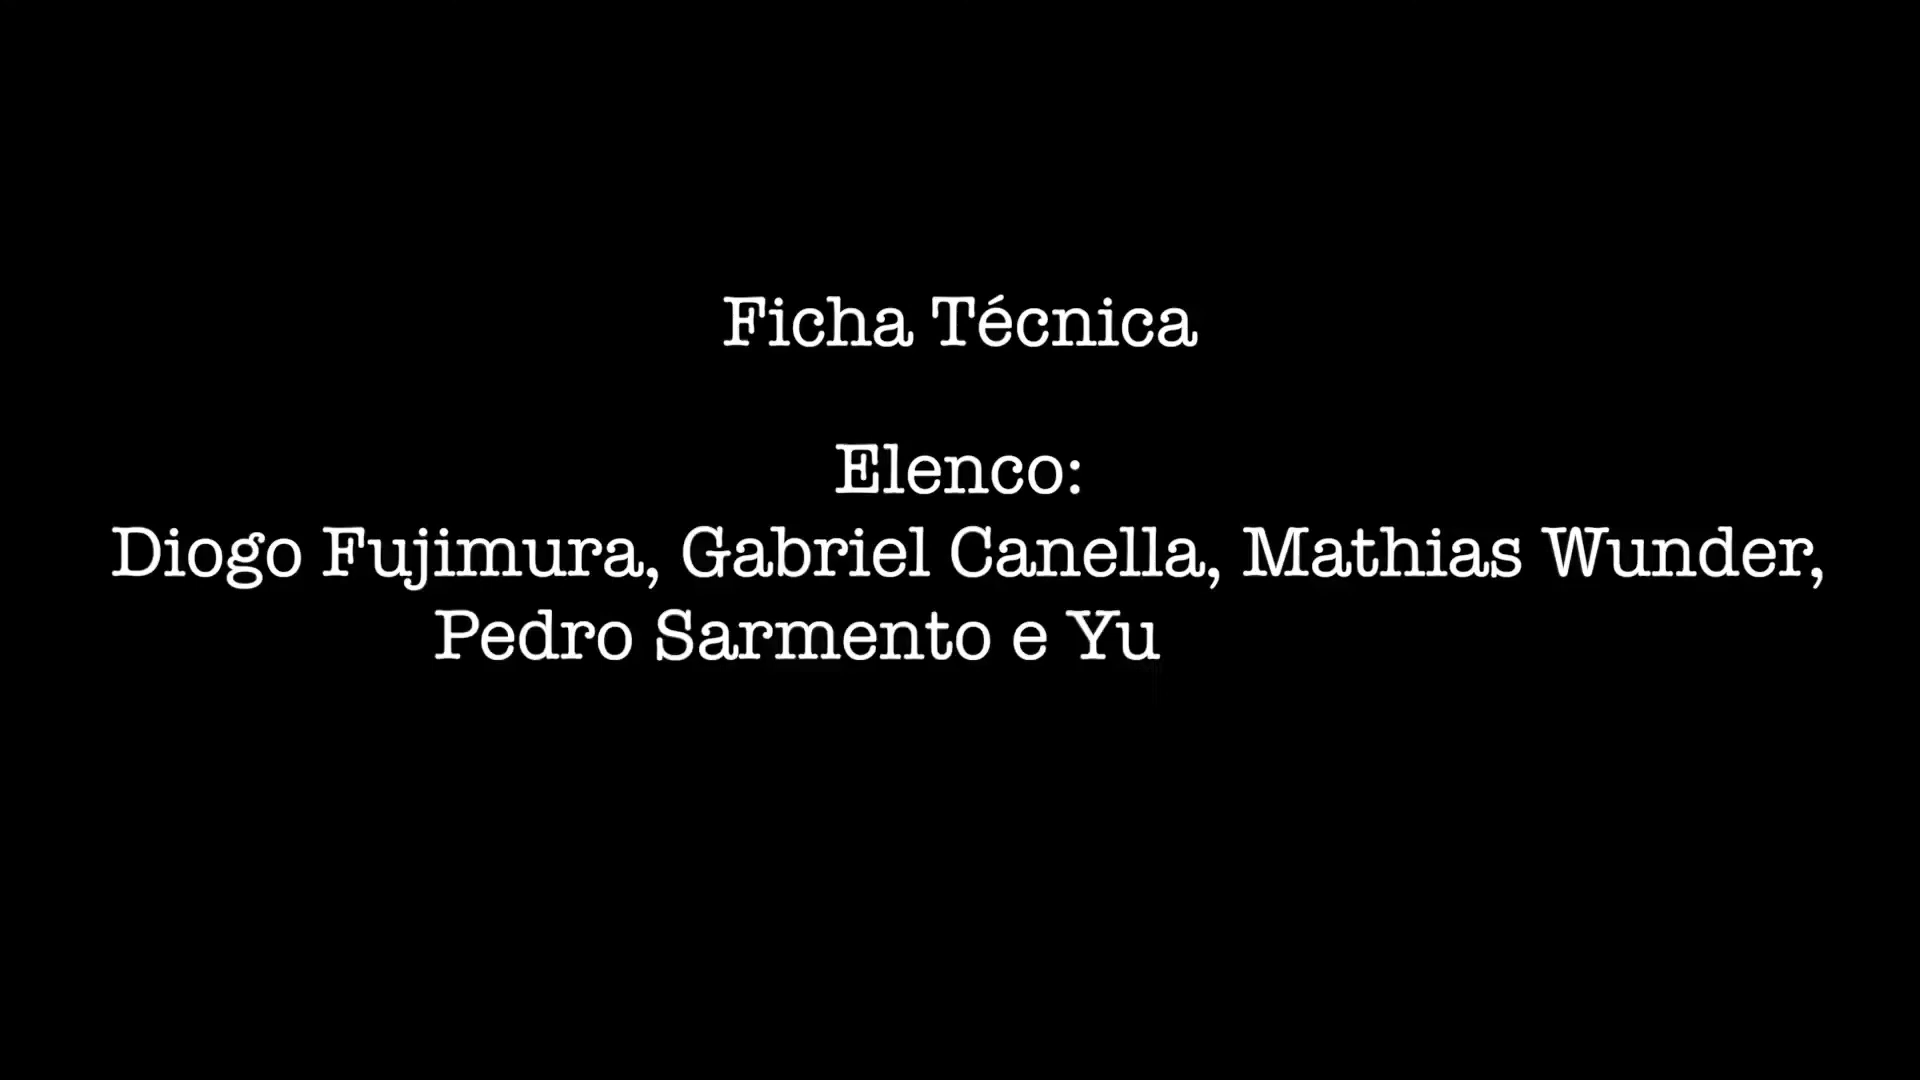 Ficha Técnica
Elenco:
Diogo Fujimura, Gabriel Canella, Mathias Wunder,
Pedro Sarmento e Yu